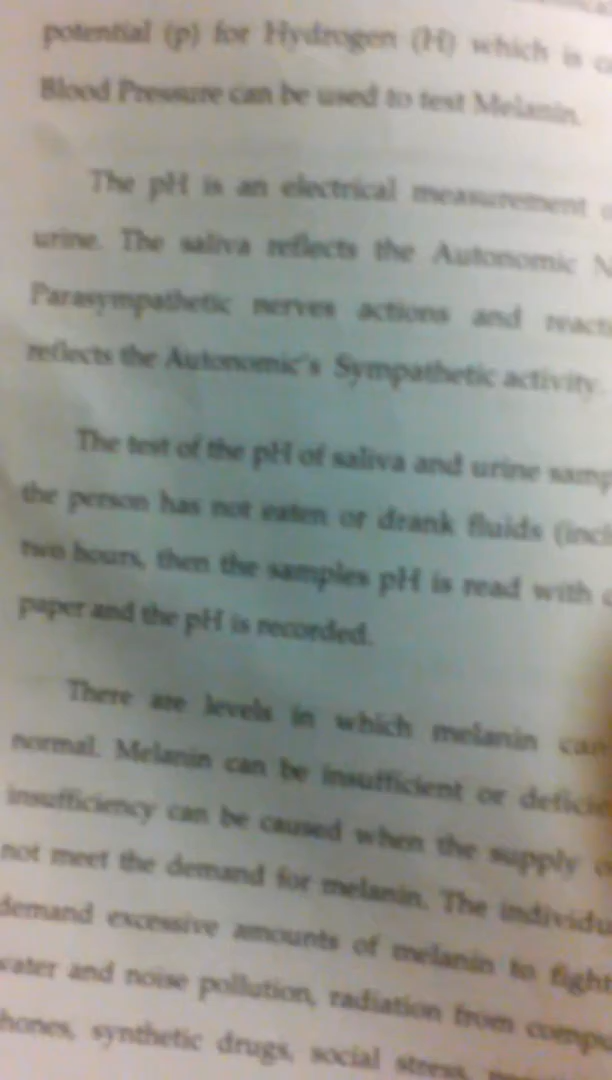 potential (p) for Hydrogen (H) which is
Blood Pressure can be used to test Melanin.
The pH is an electrical measurement
urine. The saliva reflects the Autonomic
Parasympathetic nerves actions and
reflects the Autonomic's Sympathetic activity.
The test of the pH of saliva and urine
the person has not eaten or drank fluids
two hours, then the samples pH is read with
paper and the pH is recorded.
There are levels in which melanin
normal. Melanin can be insufficient or
insufficiency can be caused when the supply
not meet the demand for melanin. The
demand excessive amounts of melanin to fight
water and noise pollution, radiation from
synthetic drugs, social stress,